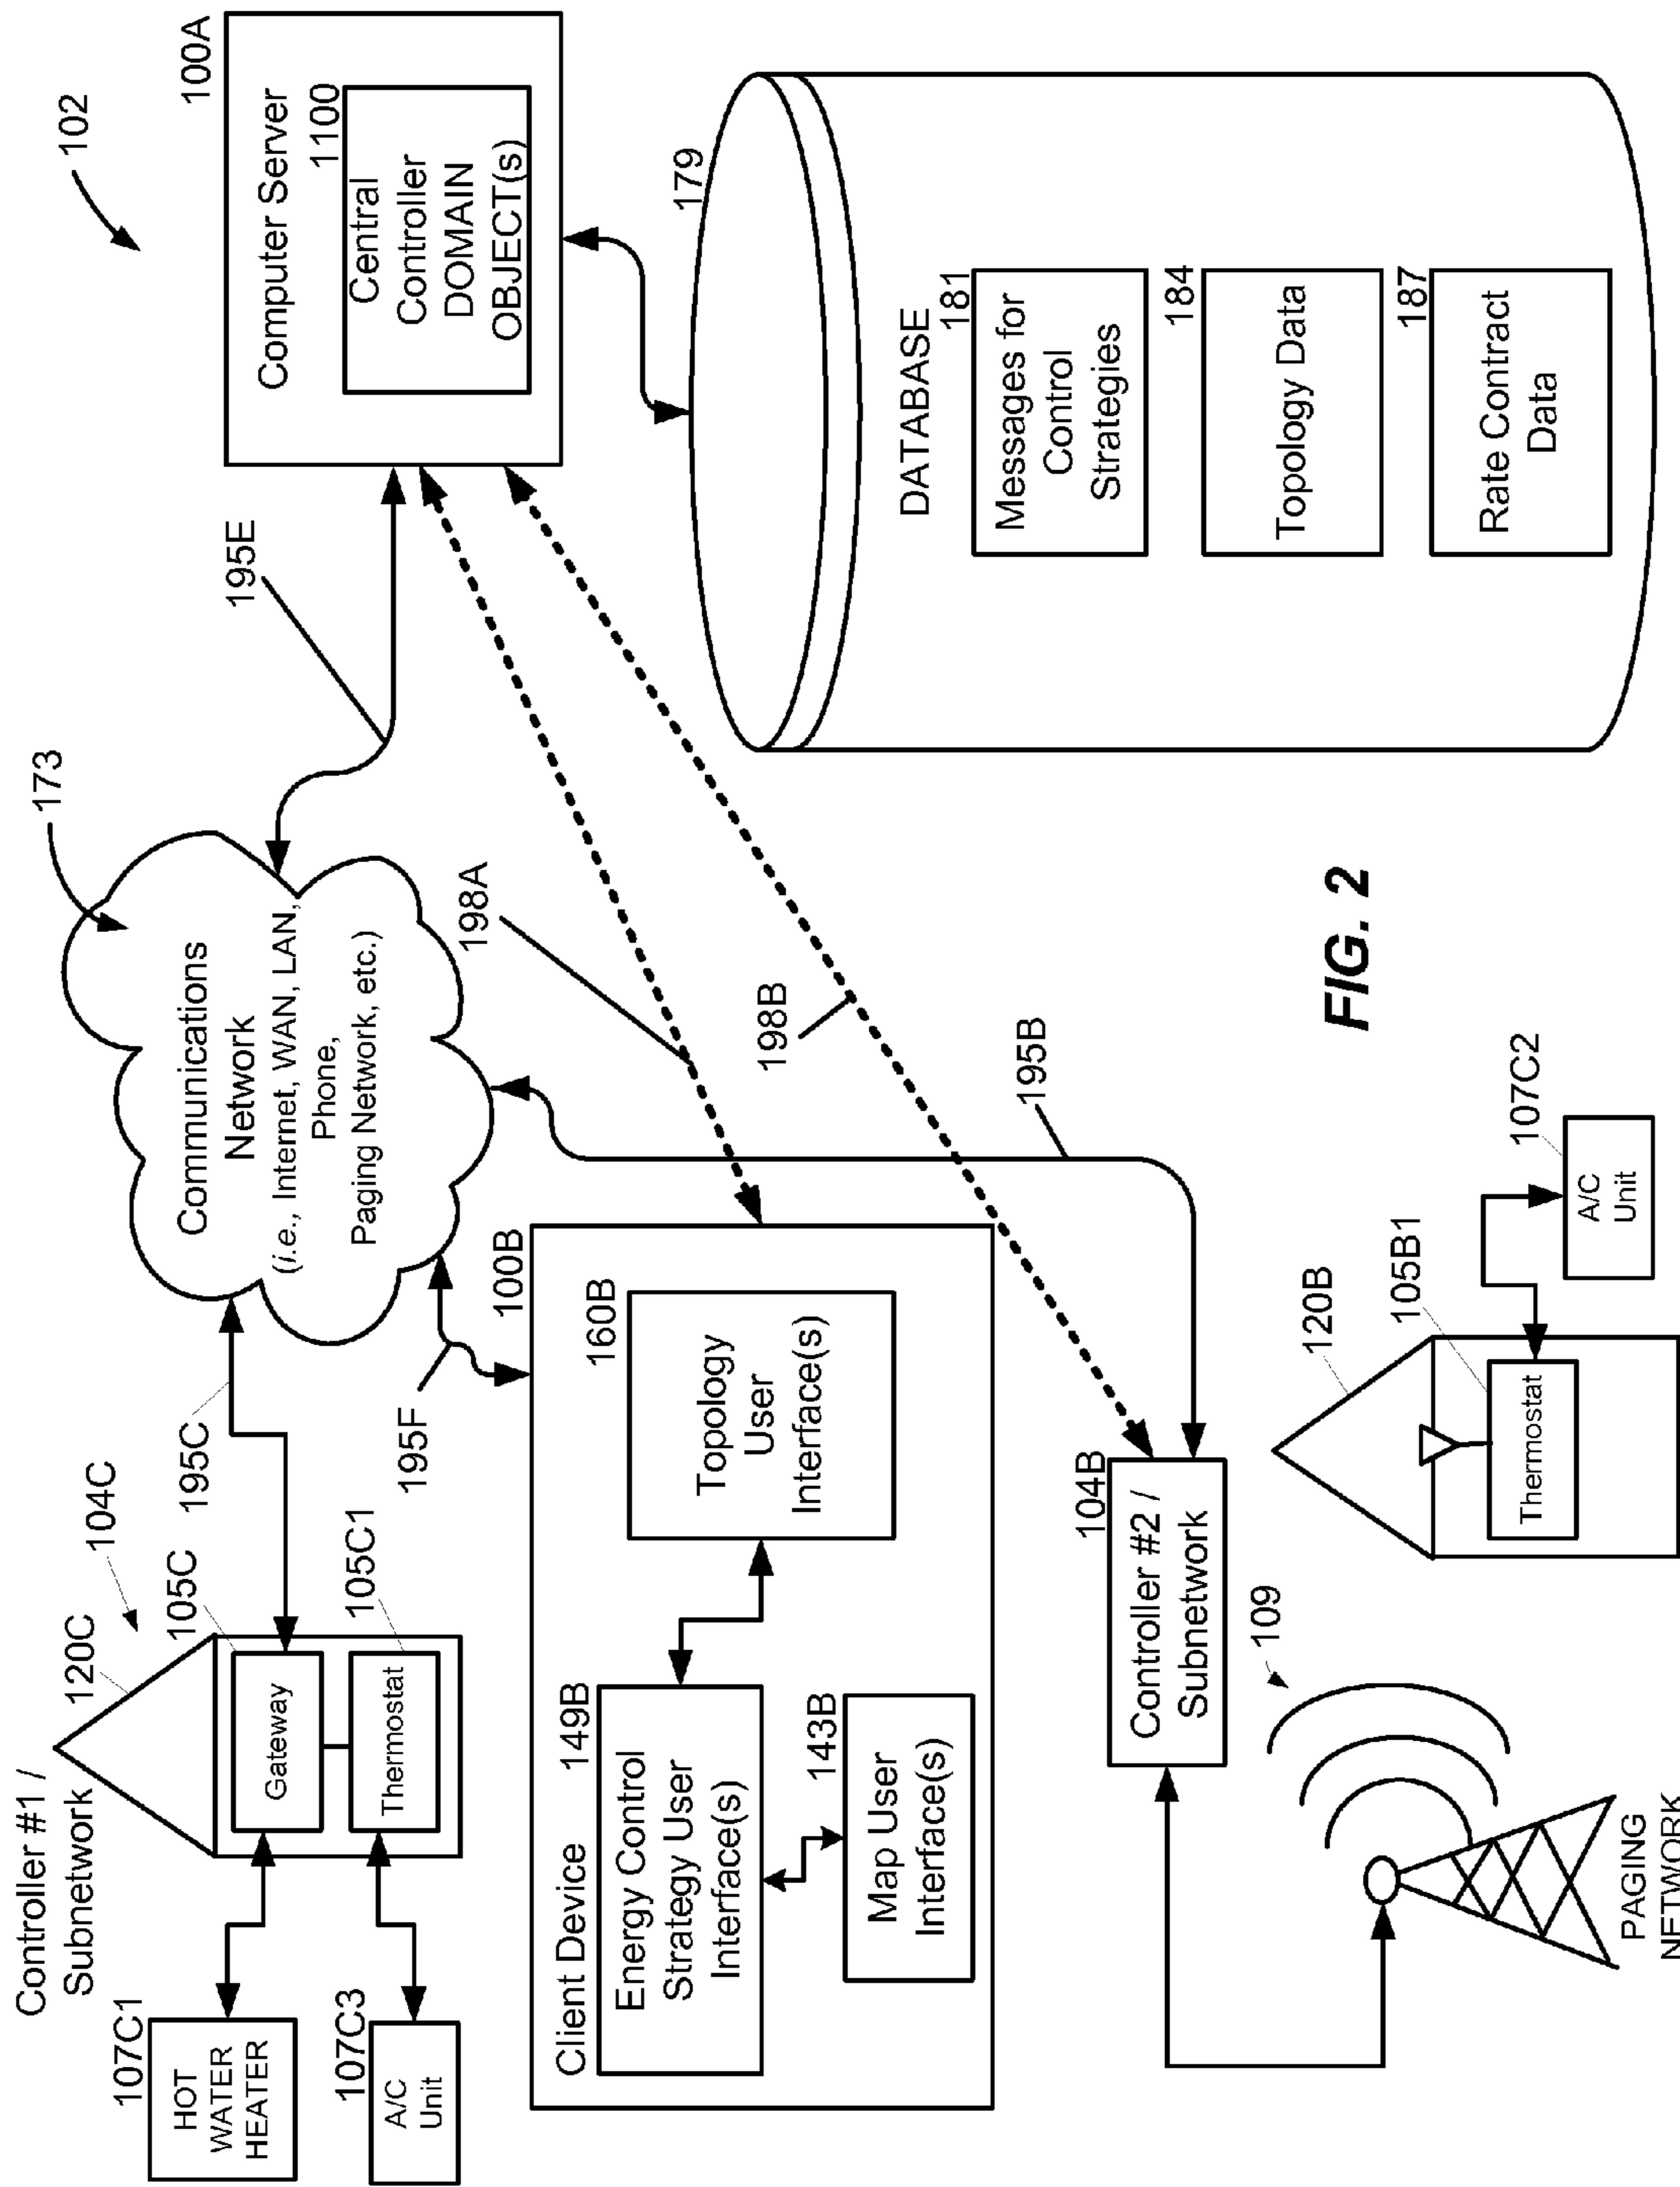 102
100A
Computer Server
1100
Central
Controller
DOMAIN
OBJECT(s)
195E
173
Communications
Network
(i.e., Internet, WAN, LAN,
Phone,
Paging Network, etc.)
Controller #1 /
Subnetwork
120C
104C
105C
Gateway
105C1
Thermostat
195C
107C1
HOT
WATER
HEATER
107C3
A/C
Unit
195F
198A
198B
195B
100B
Client Device
149B
Energy Control
Strategy User
Interface(s)
160B
Topology
User
Interface(s)
143B
Map User
Interface(s)
179
DATABASE
181
Messages for
Control
Strategies
184
Topology Data
187
Rate Contract
Data
104B
Controller #2 /
Subnetwork
109
PAGING
NETWORK
120B
105B1
Thermostat
107C2
A/C
Unit
FIG. 2